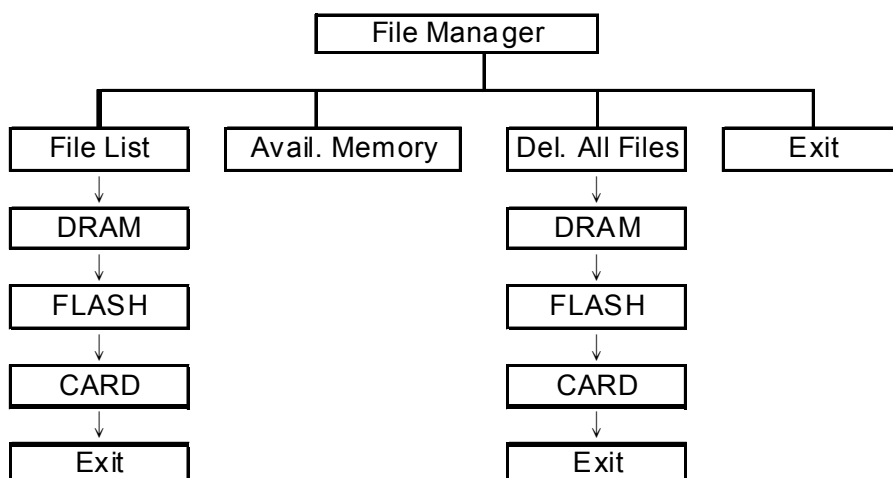 File Manager
File List
Avail. Memory
Del. All Files
Exit
DRAM
DRAM
FLASH
FLASH
CARD
CARD
Exit
Exit